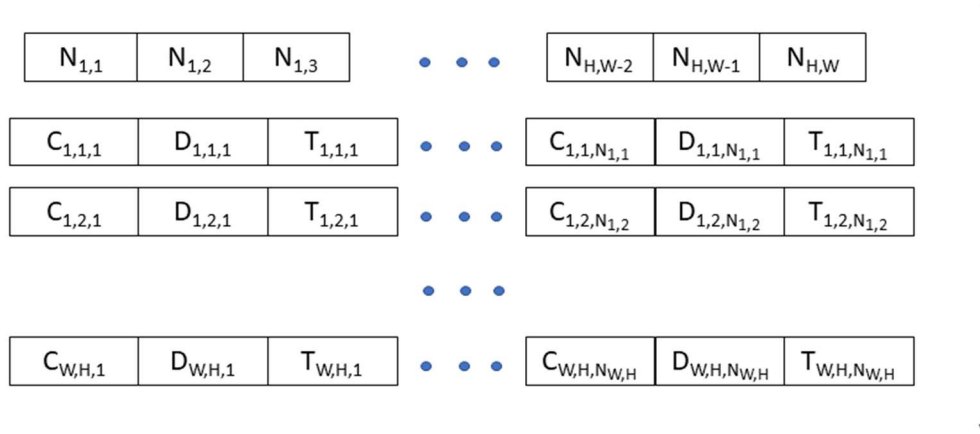 N1,1 N1,2 N1,3 • • • NH,W-2 NH,W-1 NH,W
C1,1,1 D1,1,1 T1,1,1 • • • C1,1,N1,1 D1,1,N1,1 T1,1,N1,1
C1,2,1 D1,2,1 T1,2,1 • • • C1,2,N1,2 D1,2,N1,2 T1,2,N1,2
• • •
CW,H,1 DW,H,1 TW,H,1 • • • CW,H,NW,H DW,H,NW,H TW,H,NW,H